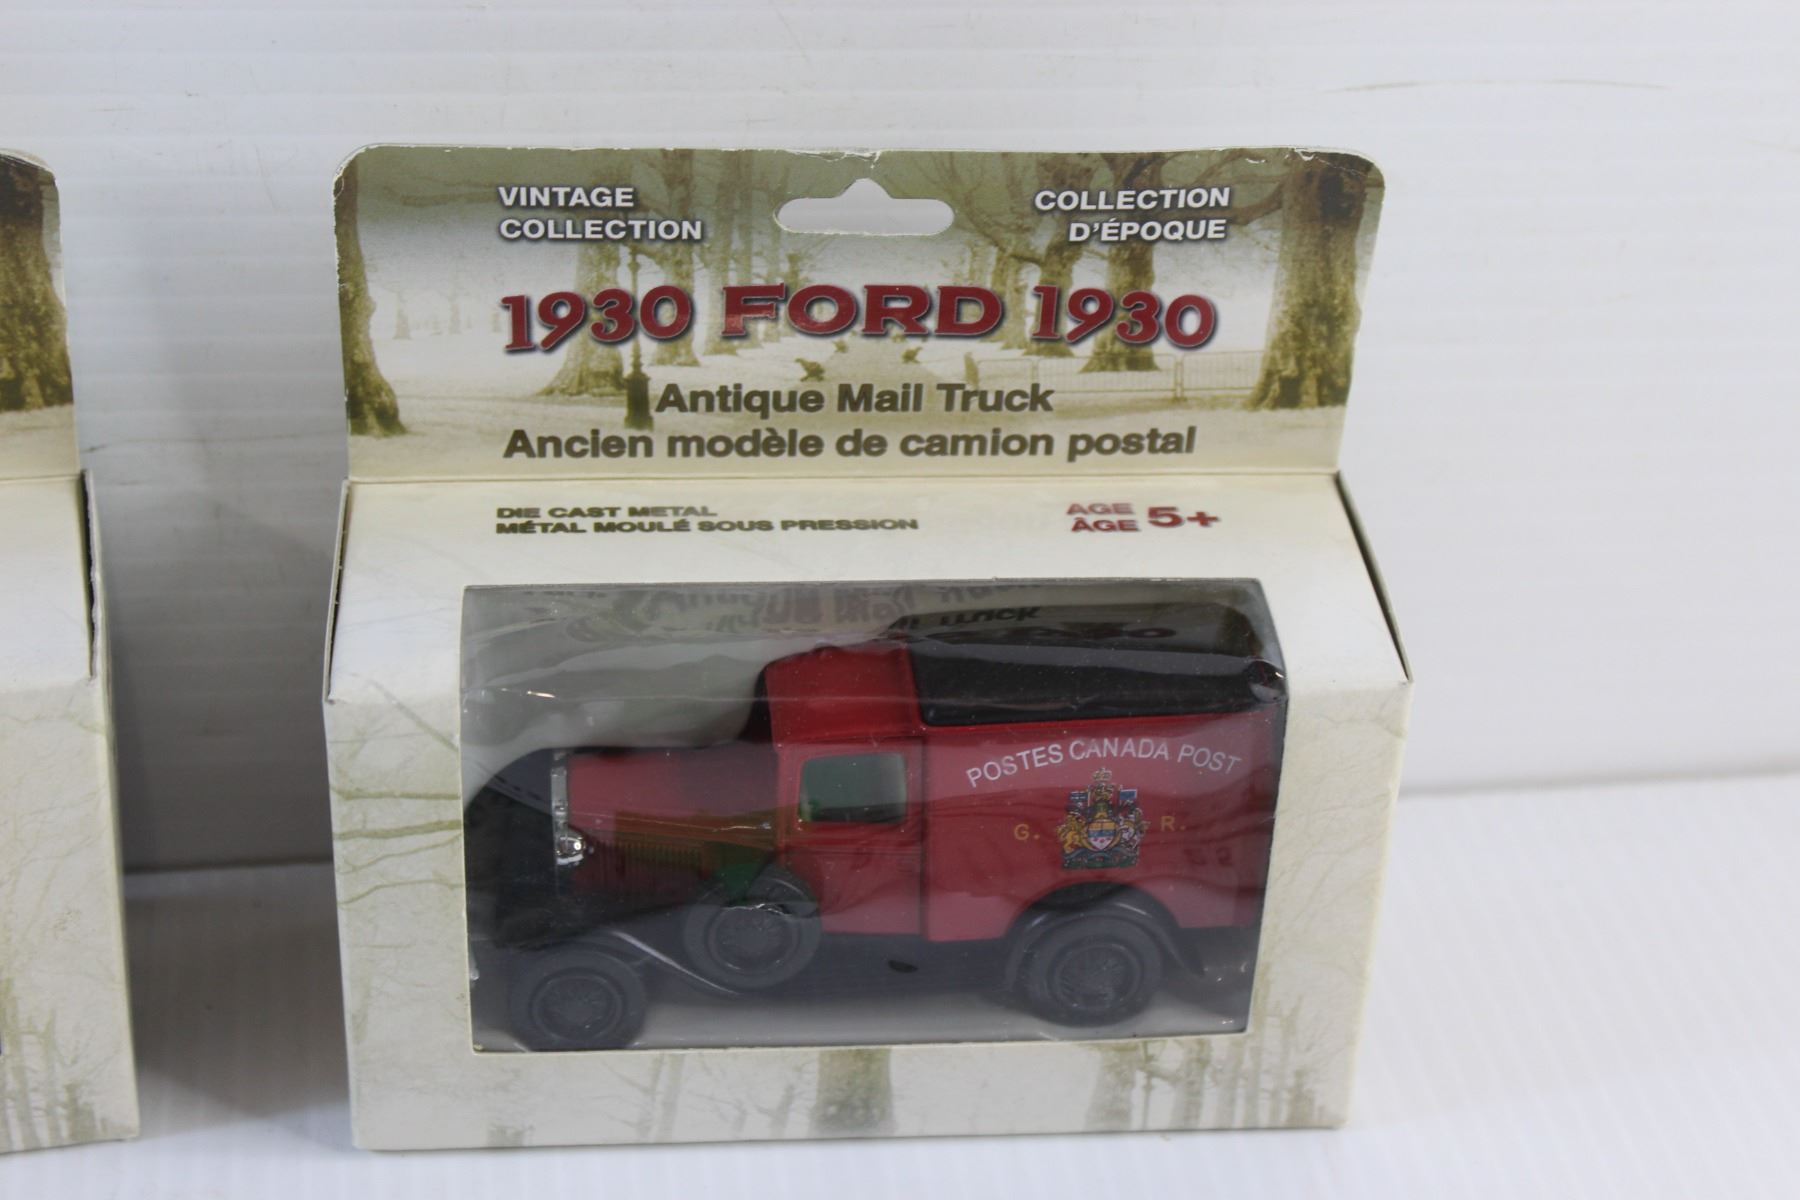 VINTAGE
COLLECTION
COLLECTION
D'ÉPOQUE
1930 FORD 1930
Antique Mail Truck
Ancien modèle de camion postal
DIE CAST METAL
MÉTAL MOULÉ SOUS PRESSION
AGE
ÂGE 5+
POSTES CANADA POST
G. R.